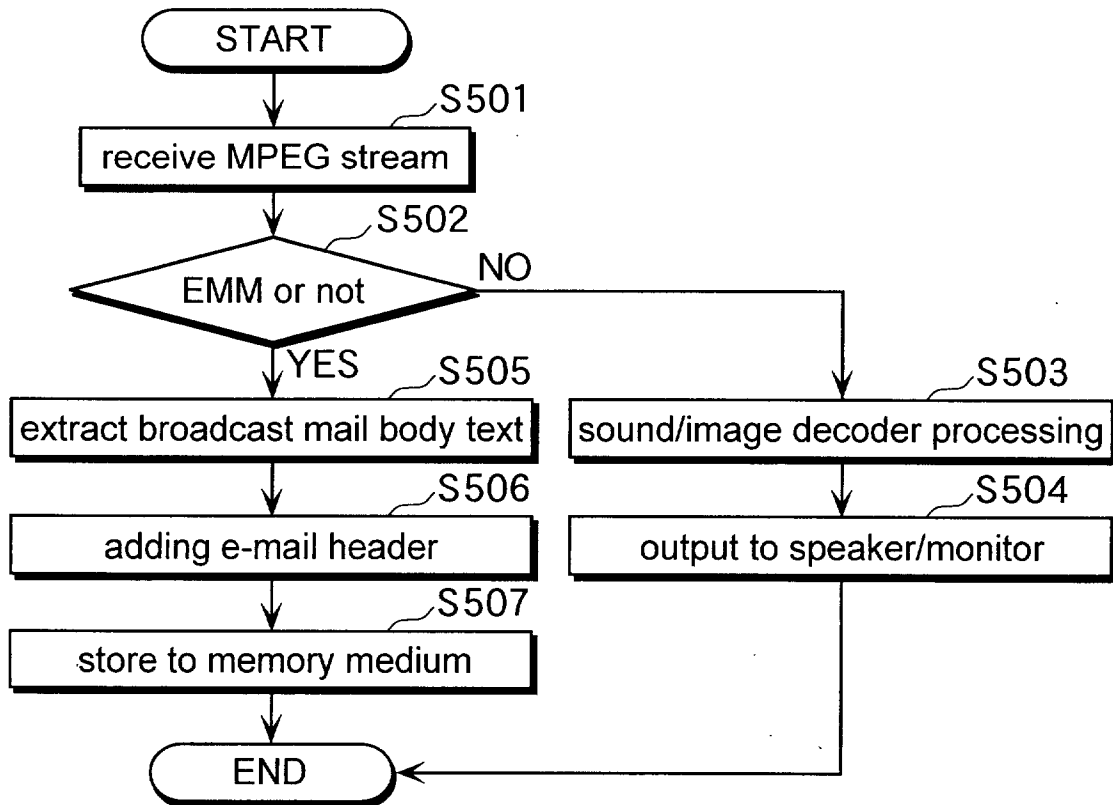 START
S501
receive MPEG stream
S502
EMM or not
NO
YES
S505
extract broadcast mail body text
S503
sound/image decoder processing
S506
adding e-mail header
S504
output to speaker/monitor
S507
store to memory medium
END